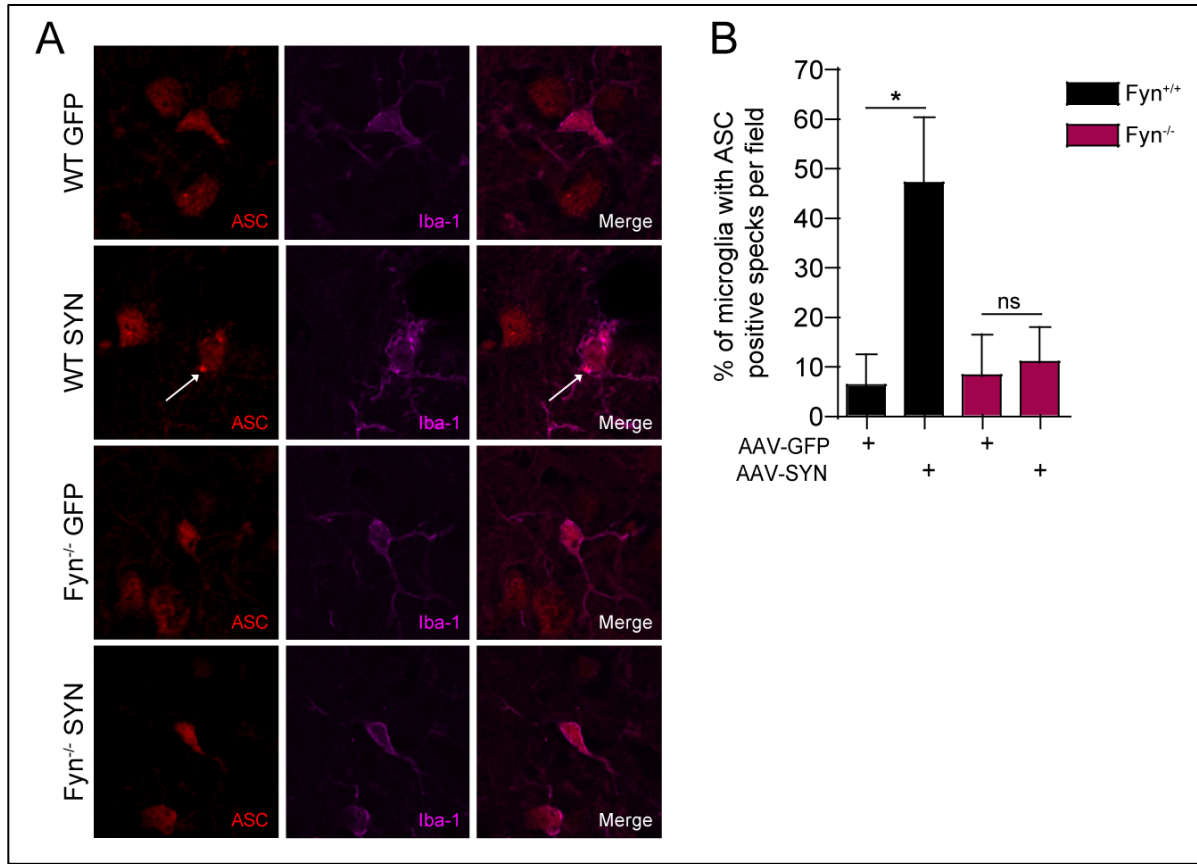 A
WT GFP
ASC
Iba-1
Merge
WT SYN
ASC
Iba-1
Merge
Fyn-/- GFP
ASC
Iba-1
Merge
Fyn-/- SYN
ASC
Iba-1
Merge
B
% of microglia with ASC
positive specks per field
70
60
50
40
30
20
10
0
*
ns
Fyn+/+
Fyn-/-
AAV-GFP + +
AAV-SYN + +